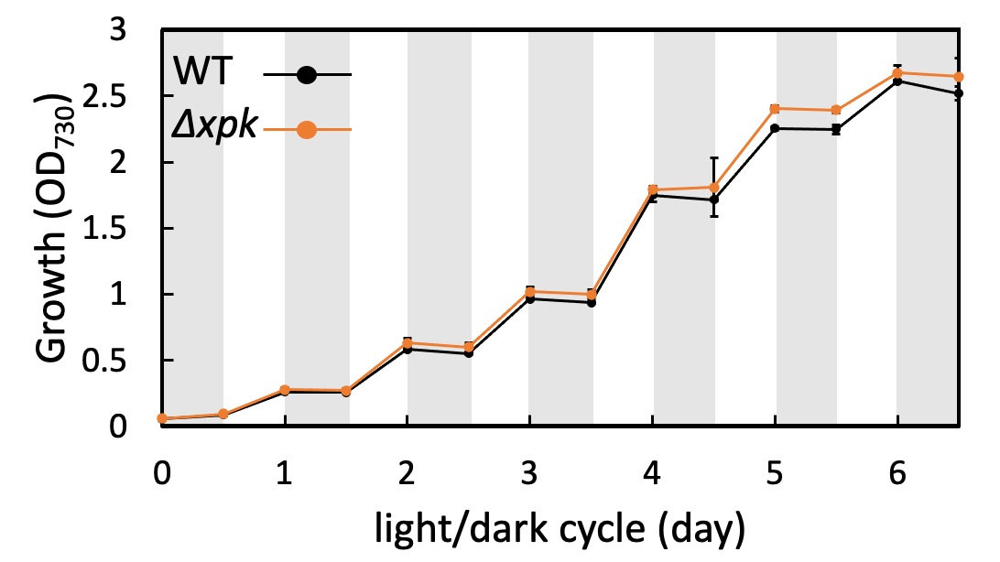 3
2.5
2
1.5
1
0.5
0
Growth (OD₇₃₀)
WT
Δxpk
0 1 2 3 4 5 6
light/dark cycle (day)